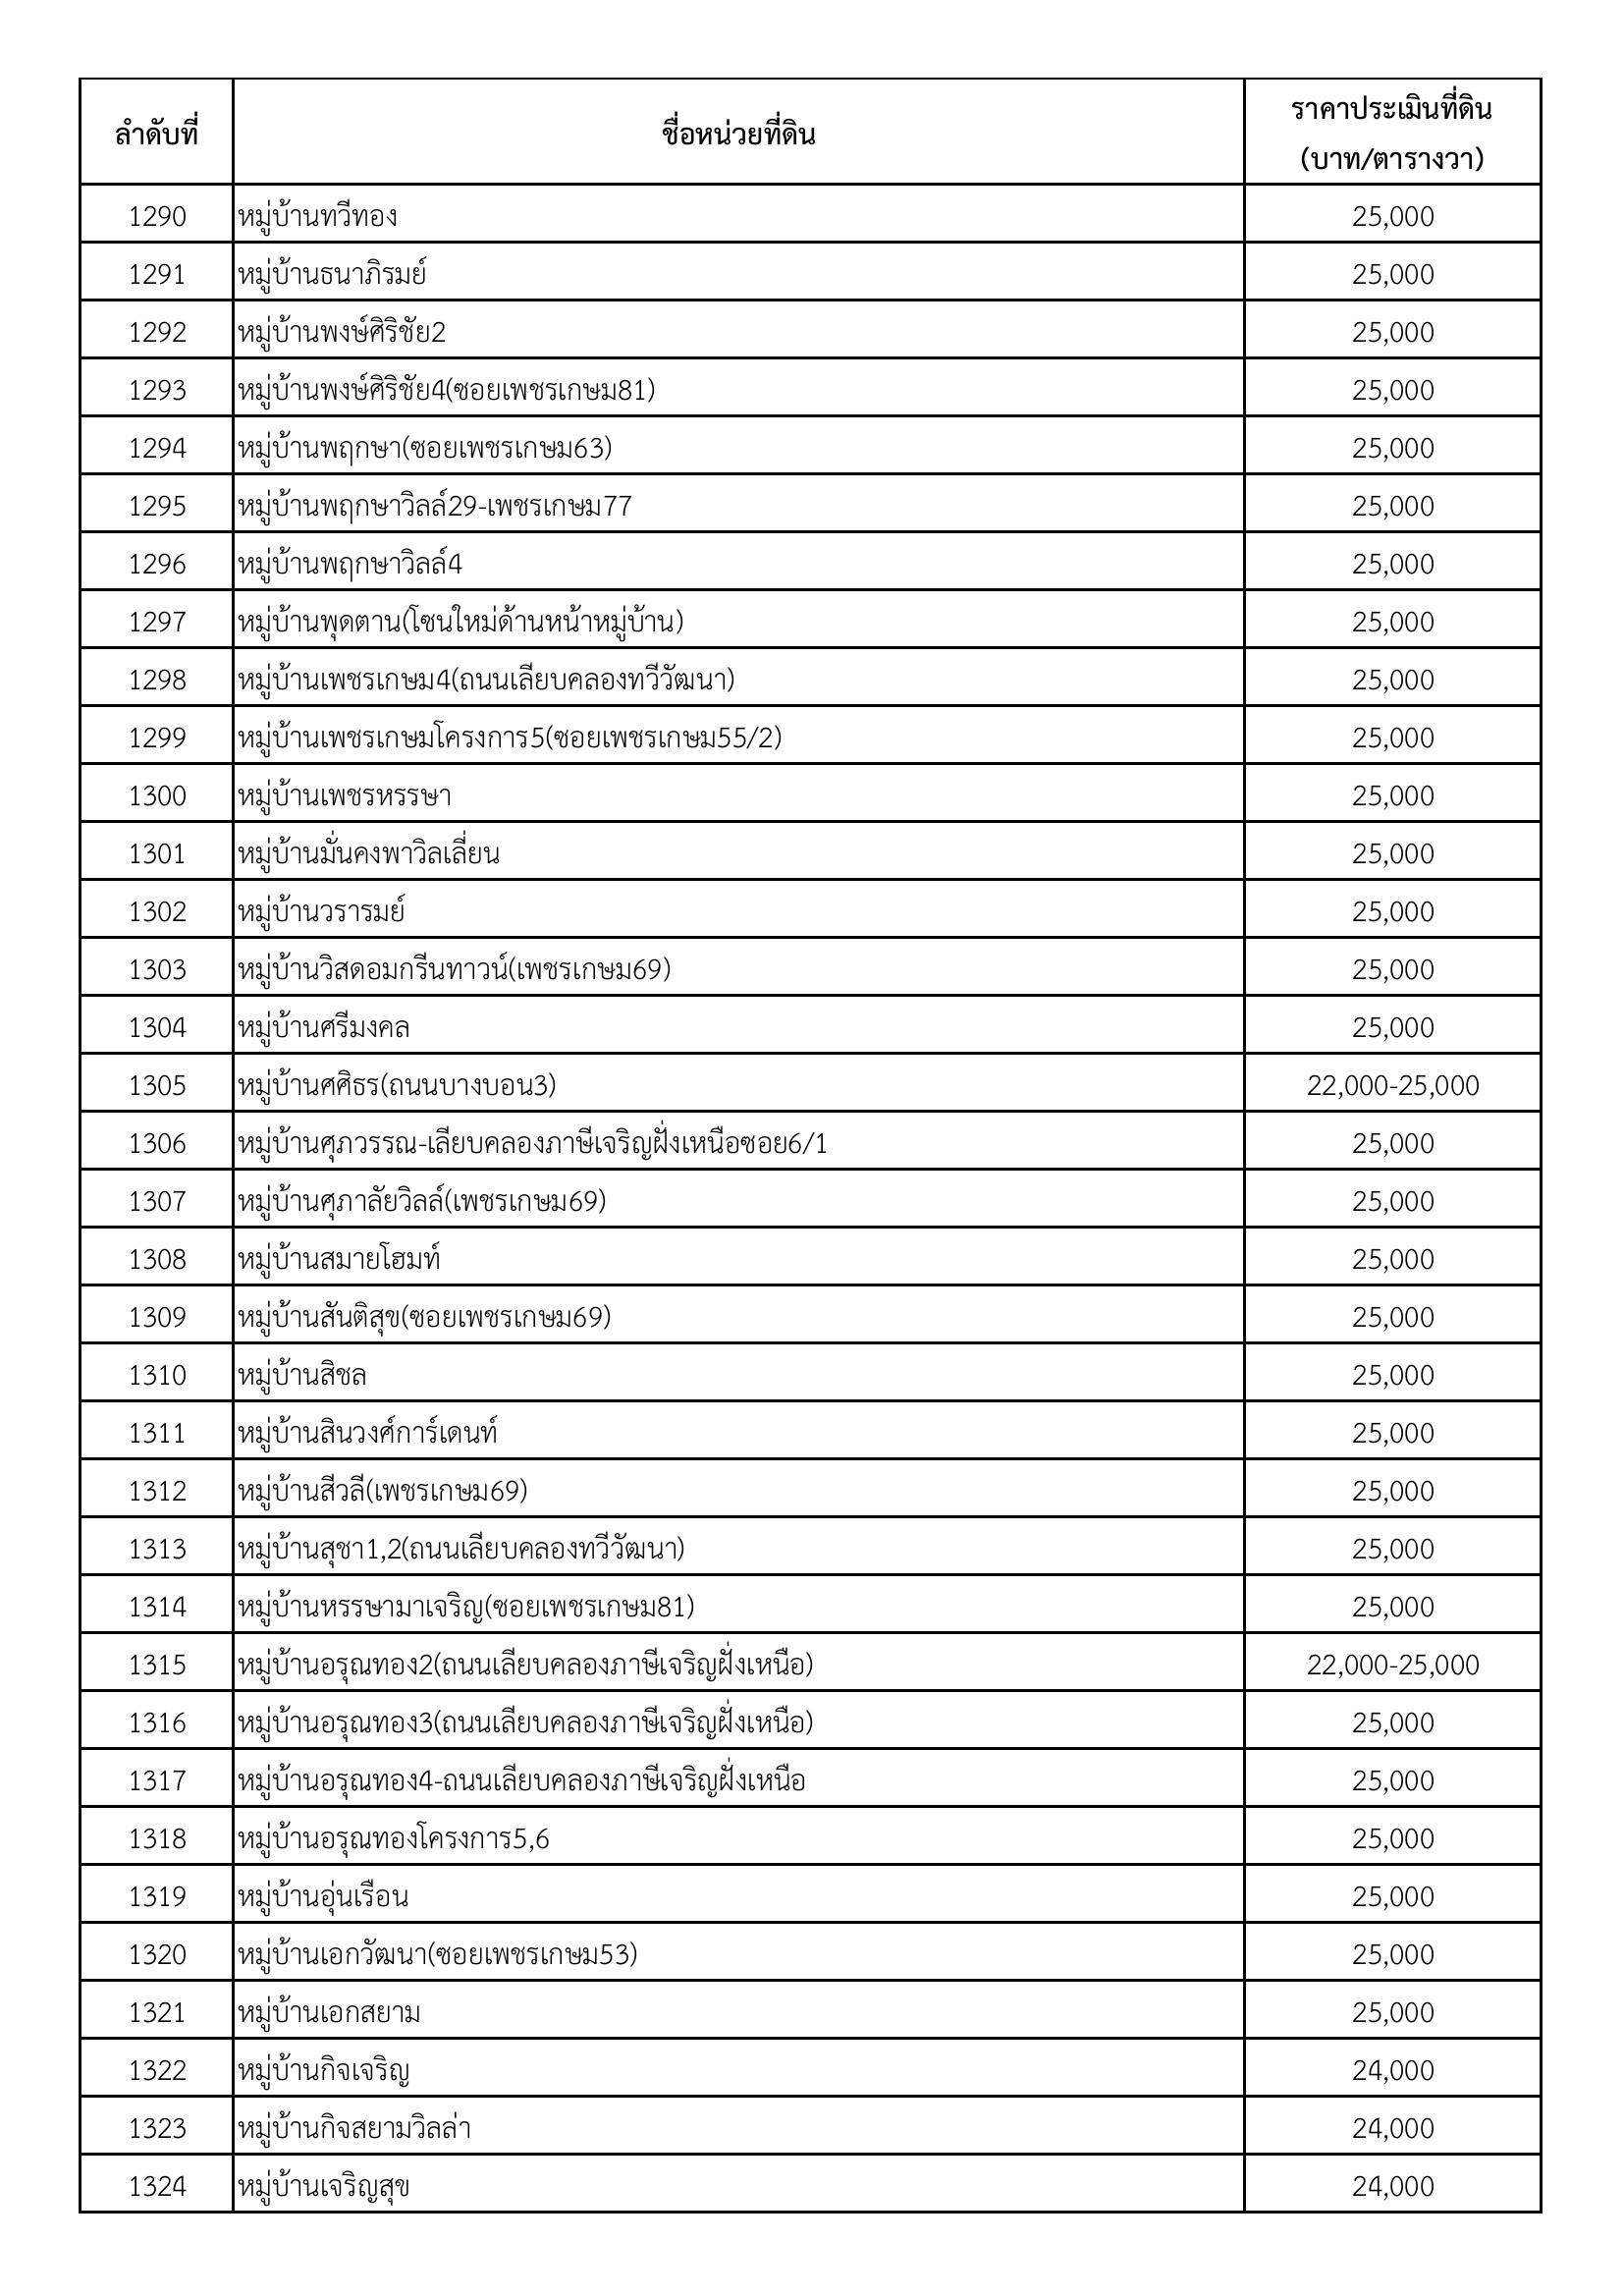 ลำดับที่ ชื่อหน่วยที่ดิน ราคาประเมินที่ดิน
(บาท/ตารางวา)
1290 หมู่บ้านทวีทอง 25,000
1291 หมู่บ้านธนาภิรมย์ 25,000
1292 หมู่บ้านพงษ์ศิริชัย2 25,000
1293 หมู่บ้านพงษ์ศิริชัย4(ซอยเพชรเกษม81) 25,000
1294 หมู่บ้านพฤกษา(ซอยเพชรเกษม63) 25,000
1295 หมู่บ้านพฤกษาวิลล์29-เพชรเกษม77 25,000
1296 หมู่บ้านพฤกษาวิลล์4 25,000
1297 หมู่บ้านพุดตาน(โซนใหม่ด้านหน้าหมู่บ้าน) 25,000
1298 หมู่บ้านเพชรเกษม4(ถนนเลียบคลองทวีวัฒนา) 25,000
1299 หมู่บ้านเพชรเกษมโครงการ5(ซอยเพชรเกษม55/2) 25,000
1300 หมู่บ้านเพชรหรรษา 25,000
1301 หมู่บ้านมั่นคงพาวิลเลี่ยน 25,000
1302 หมู่บ้านวรารมย์ 25,000
1303 หมู่บ้านวิสดอมกรีนทาวน์(เพชรเกษม69) 25,000
1304 หมู่บ้านศรีมงคล 25,000
1305 หมู่บ้านศศิธร(ถนนบางบอน3) 22,000-25,000
1306 หมู่บ้านศุภวรรณ-เลียบคลองภาษีเจริญฝั่งเหนือซอย6/1 25,000
1307 หมู่บ้านศุภาลัยวิลล์(เพชรเกษม69) 25,000
1308 หมู่บ้านสมายโฮมท์ 25,000
1309 หมู่บ้านสันติสุข(ซอยเพชรเกษม69) 25,000
1310 หมู่บ้านสิชล 25,000
1311 หมู่บ้านสินวงศ์การ์เดนท์ 25,000
1312 หมู่บ้านสีวลี(เพชรเกษม69) 25,000
1313 หมู่บ้านสุชา1,2(ถนนเลียบคลองทวีวัฒนา) 25,000
1314 หมู่บ้านหรรษามาเจริญ(ซอยเพชรเกษม81) 25,000
1315 หมู่บ้านอรุณทอง2(ถนนเลียบคลองภาษีเจริญฝั่งเหนือ) 22,000-25,000
1316 หมู่บ้านอรุณทอง3(ถนนเลียบคลองภาษีเจริญฝั่งเหนือ) 25,000
1317 หมู่บ้านอรุณทอง4-ถนนเลียบคลองภาษีเจริญฝั่งเหนือ 25,000
1318 หมู่บ้านอรุณทองโครงการ5,6 25,000
1319 หมู่บ้านอุ่นเรือน 25,000
1320 หมู่บ้านเอกวัฒนา(ซอยเพชรเกษม53) 25,000
1321 หมู่บ้านเอกสยาม 25,000
1322 หมู่บ้านกิจเจริญ 24,000
1323 หมู่บ้านกิจสยามวิลล่า 24,000
1324 หมู่บ้านเจริญสุข 24,000